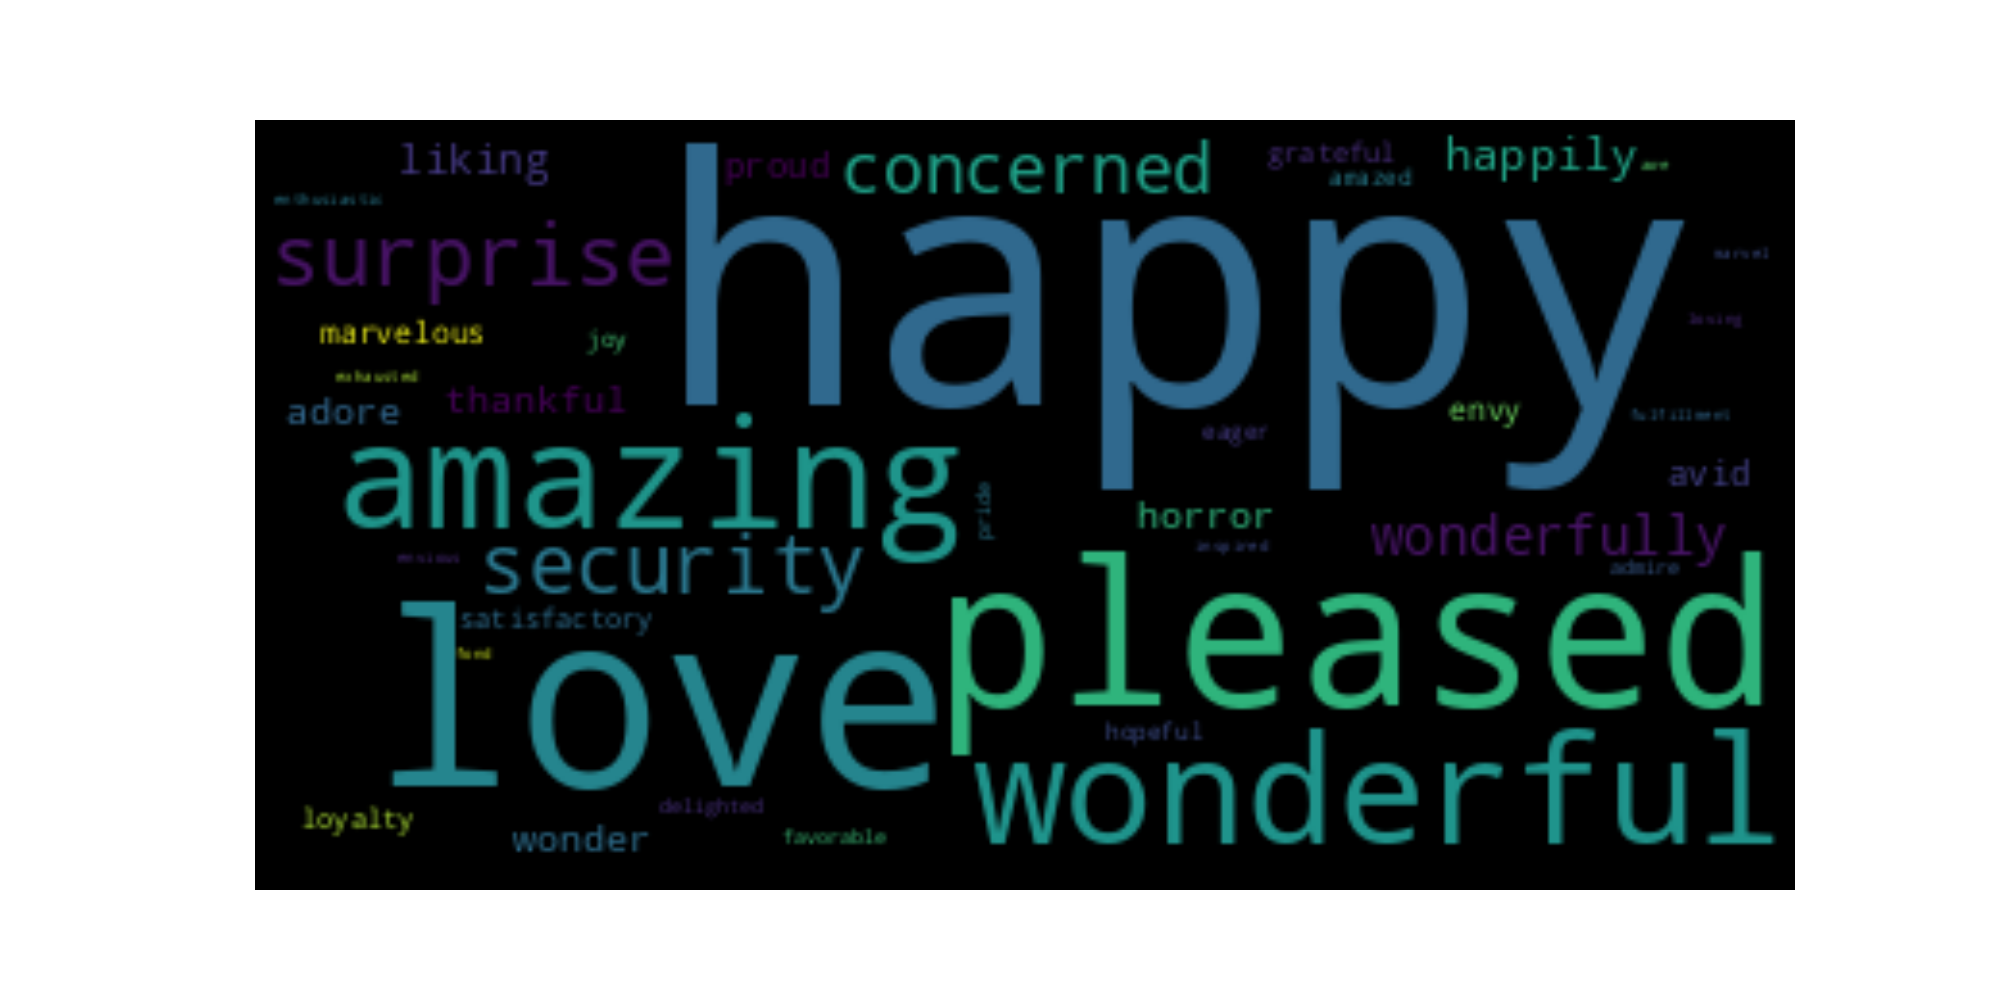 liking
proud
concerned
grateful
amazed
happily
awe
enthusiastic
surprise
happy
marvel
loving
marvelous
joy
exhausted
adore
thankful
envy
fulfillment
eager
amazing
avid
pride
horror
wonderfully
inspired
security
admire
satisfactory
pleased
fond
love
hopeful
wonderful
delighted
loyalty
wonder
favorable